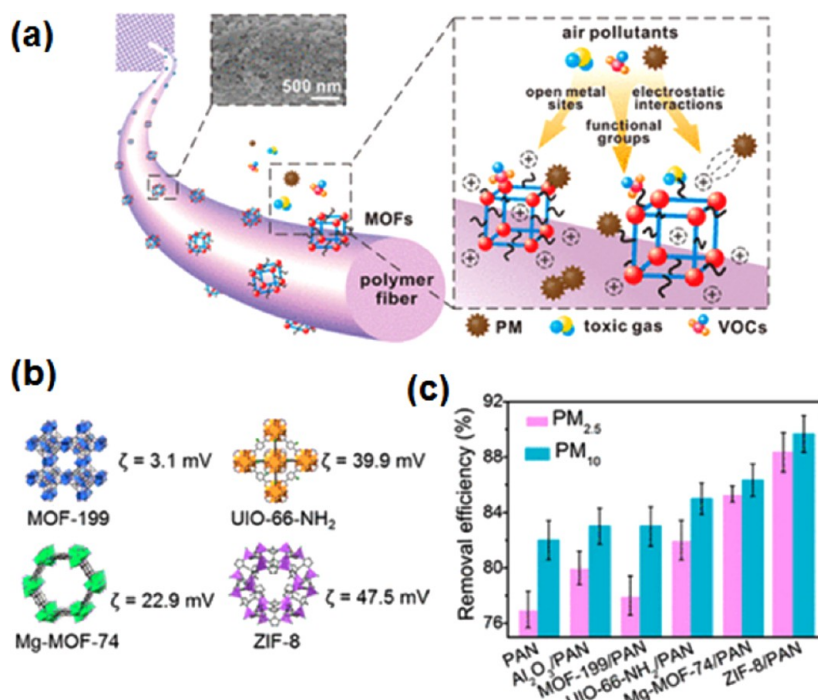 (a)
500 nm
MOFs
polymer
fiber
air pollutants
open metal
sites
electrostatic
interactions
functional
groups
PM
toxic gas
VOCs
(b)
ζ = 3.1 mV
MOF-199
ζ = 39.9 mV
UIO-66-NH₂
ζ = 22.9 mV
Mg-MOF-74
ζ = 47.5 mV
ZIF-8
(c)
Removal efficiency (%)
92
88
84
80
76
PM₂.₅
PM₁₀
PAN
Al₂O₃/PAN
MOF-199/PAN
UIO-66-NH₂/PAN
Mg-MOF-74/PAN
ZIF-8/PAN